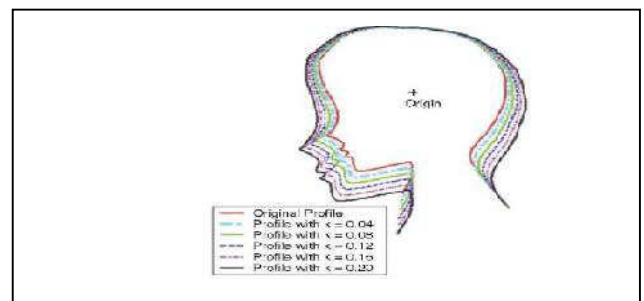 +
Origin
Original Profile
Profile with k = 0.04
Profile with k = 0.08
Profile with k = 0.12
Profile with k = 0.16
Profile with k = 0.20